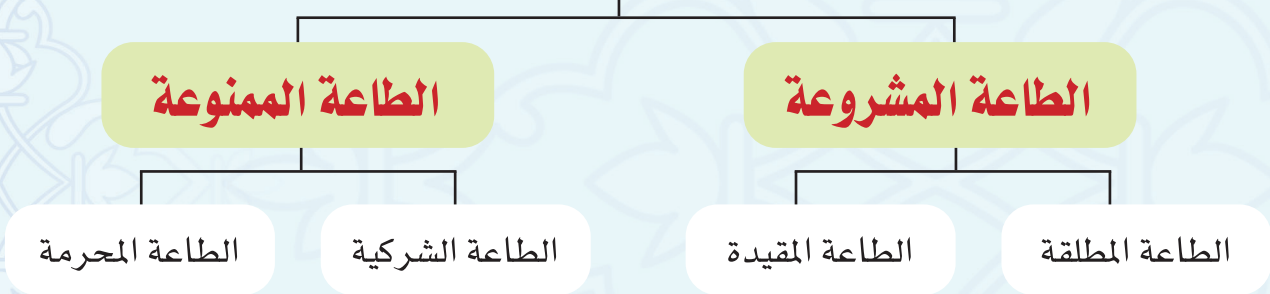 الطاعة المشروعة
الطاعة الممنوعة
الطاعة المطلقة
الطاعة المقيدة
الطاعة الشركية
الطاعة المحرمة